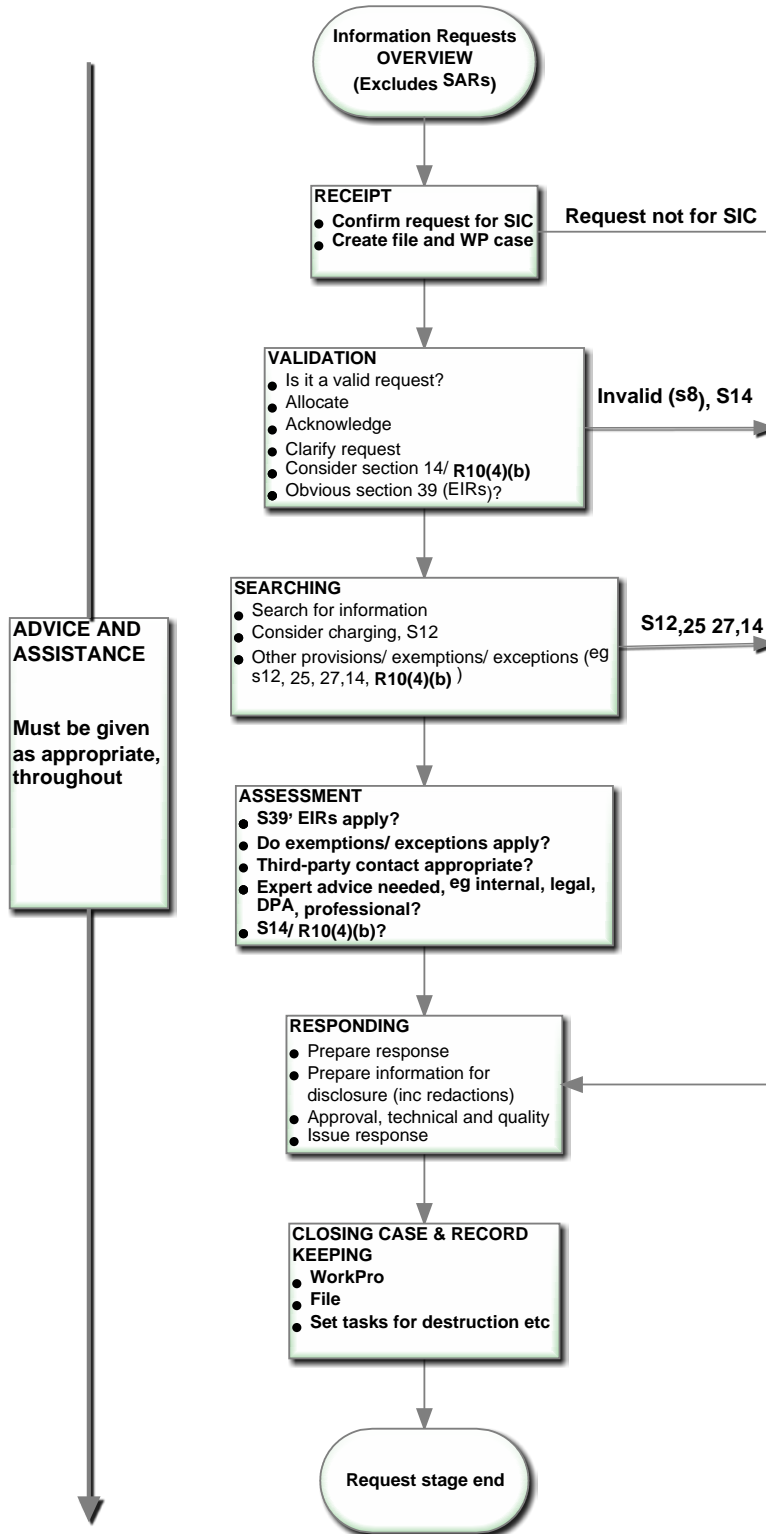 Information Requests
OVERVIEW
(Excludes SARs)
RECEIPT
● Confirm request for SIC
● Create file and WP case
Request not for SIC
VALIDATION
● Is it a valid request?
● Allocate
● Acknowledge
● Clarify request
● Consider section 14/ R10(4)(b)
● Obvious section 39 (EIRs)?
Invalid (s8), S14
SEARCHING
● Search for information
● Consider charging, S12
● Other provisions/ exemptions/ exceptions (eg
s12, 25, 27,14, R10(4)(b) )
S12,25 27,14
ADVICE AND
ASSISTANCE
Must be given
as appropriate,
throughout
ASSESSMENT
● S39, EIRs apply?
● Do exemptions/ exceptions apply?
● Third-party contact appropriate?
● Expert advice needed, eg internal, legal,
DPA, professional?
● S14/ R10(4)(b)?
RESPONDING
● Prepare response
● Prepare information for
disclosure (inc redactions)
● Approval, technical and quality
● Issue response
CLOSING CASE & RECORD
KEEPING
● WorkPro
● File
● Set tasks for destruction etc
Request stage end